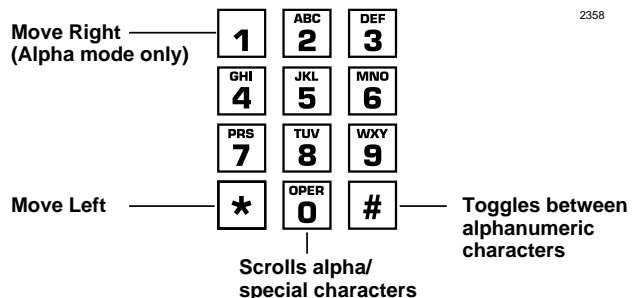 2358
Move Right
(Alpha mode only)
1
ABC
2
DEF
3
GHI
4
JKL
5
MNO
6
PRS
7
TUV
8
WXY
9
Move Left
*
OPER
0
#
Toggles between
alphanumeric
characters
Scrolls alpha/
special characters